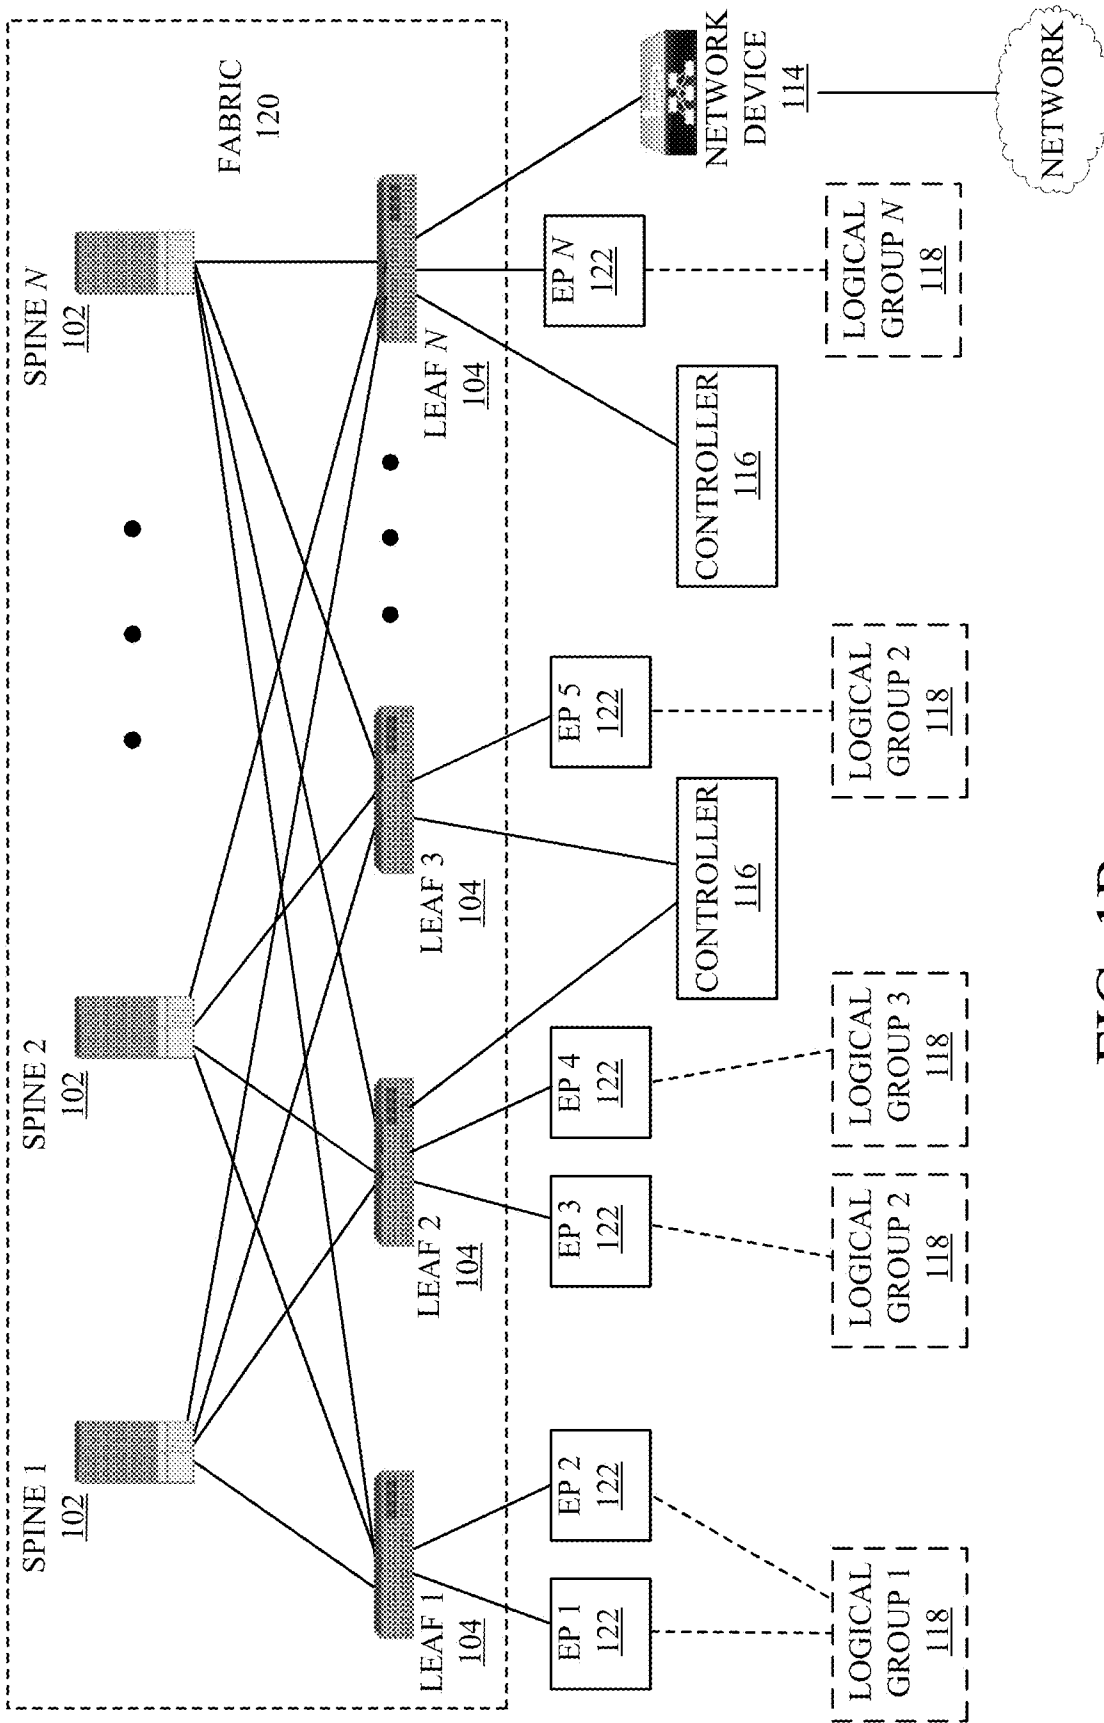 SPINE 1
102
SPINE 2
102
SPINE N
102
FABRIC
120
LEAF 1
104
LEAF 2
104
LEAF 3
104
LEAF N
104
EP 1
122
EP 2
122
EP 3
122
EP 4
122
EP 5
122
EP N
122
CONTROLLER
116
CONTROLLER
116
NETWORK
DEVICE
114
LOGICAL
GROUP 1
118
LOGICAL
GROUP 2
118
LOGICAL
GROUP 3
118
LOGICAL
GROUP 2
118
LOGICAL
GROUP N
118
NETWORK